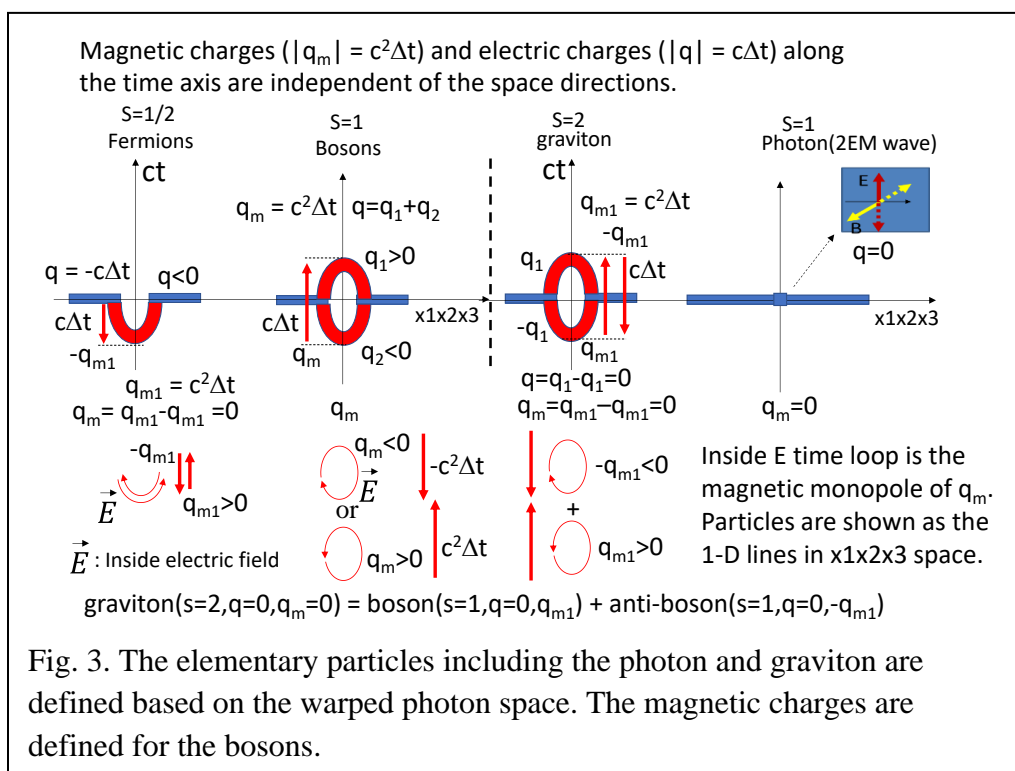 Magnetic charges (|qm| = c²Δt) and electric charges (|q| = cΔt) along
the time axis are independent of the space directions.
S=1/2
Fermions
ct
q = -cΔt
q<0
cΔt
-qm1
qm1 = c²Δt
qm= qm1-qm1 =0
-qm1
E
qm1>0
E : Inside electric field
S=1
Bosons
qm = c²Δt
q=q1+q2
q1>0
cΔt
x1x2x3
qm
q2<0
qm
qm<0
E
-c²Δt
or
qm>0
c²Δt
S=2
graviton
ct
qm1 = c²Δt
-qm1
q1
cΔt
-q1
qm1
q=q1-q1=0
qm=qm1–qm1=0
-qm1<0
+
qm1>0
S=1
Photon(2EM wave)
E
B
q=0
x1x2x3
qm=0
Inside E time loop is the
magnetic monopole of qm.
Particles are shown as the
1-D lines in x1x2x3 space.
graviton(s=2,q=0,qm=0) = boson(s=1,q=0,qm1) + anti-boson(s=1,q=0,-qm1)
Fig. 3. The elementary particles including the photon and graviton are
defined based on the warped photon space. The magnetic charges are
defined for the bosons.